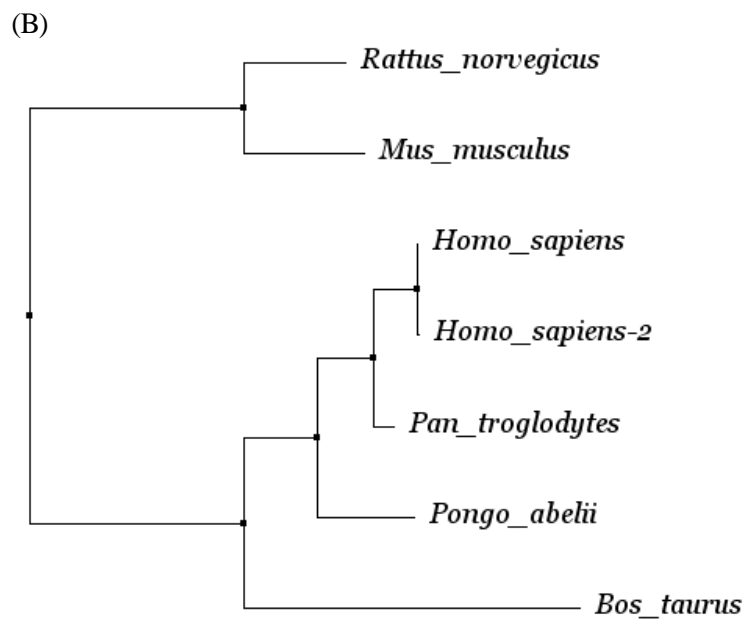 (B)
Rattus_norvegicus
Mus_musculus
Homo_sapiens
Homo_sapiens-2
Pan_troglodytes
Pongo_abelii
Bos_taurus